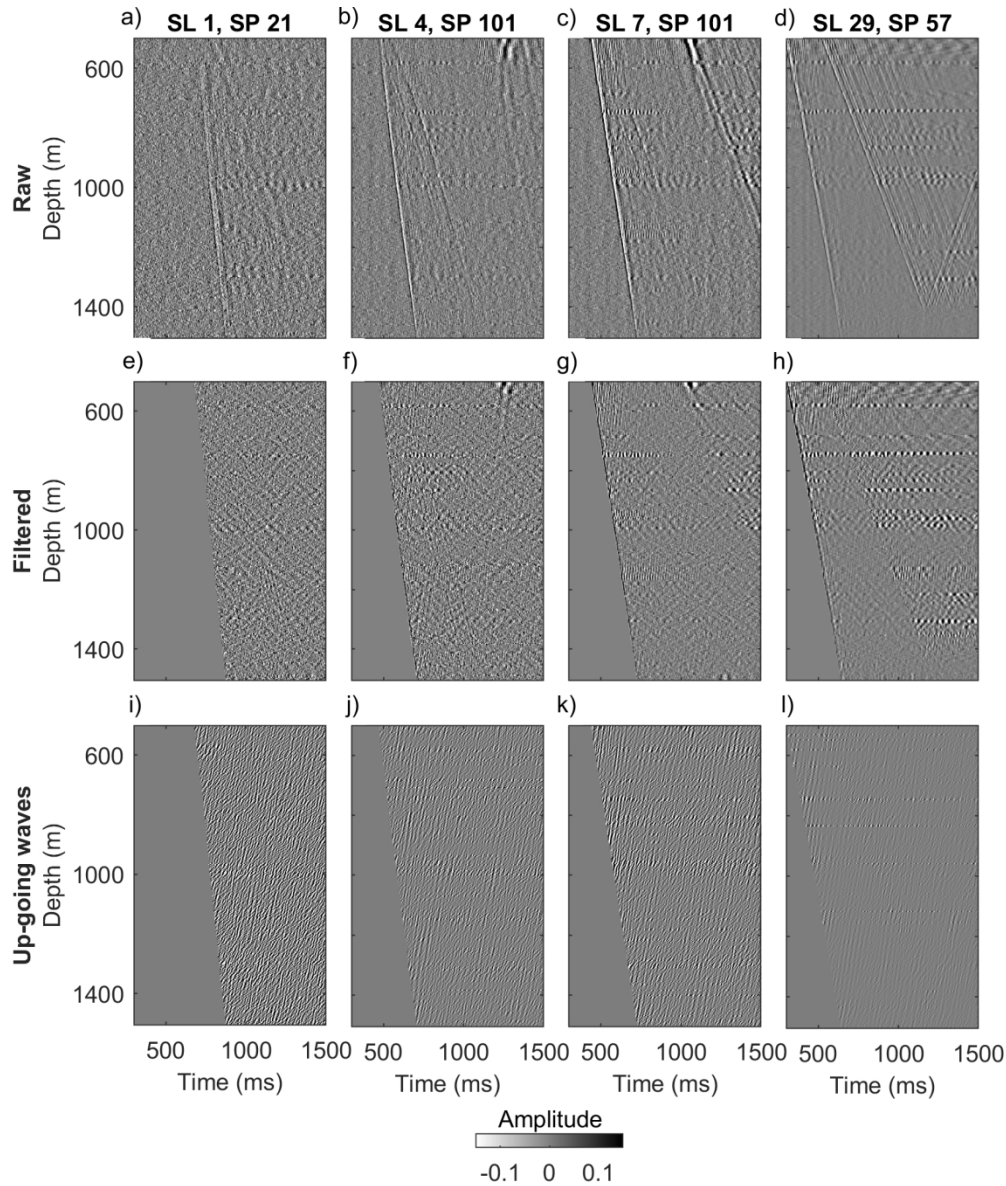 a) SL 1, SP 21
b) SL 4, SP 101
c) SL 7, SP 101
d) SL 29, SP 57
Raw
Depth (m)
600
1000
1400
e)
f)
g)
h)
Filtered
Depth (m)
600
1000
1400
i)
j)
k)
l)
Up-going waves
Depth (m)
600
1000
1400
500 1000 1500
500 1000 1500
500 1000 1500
500 1000 1500
Time (ms)
Time (ms)
Time (ms)
Time (ms)
Amplitude
-0.1 0 0.1